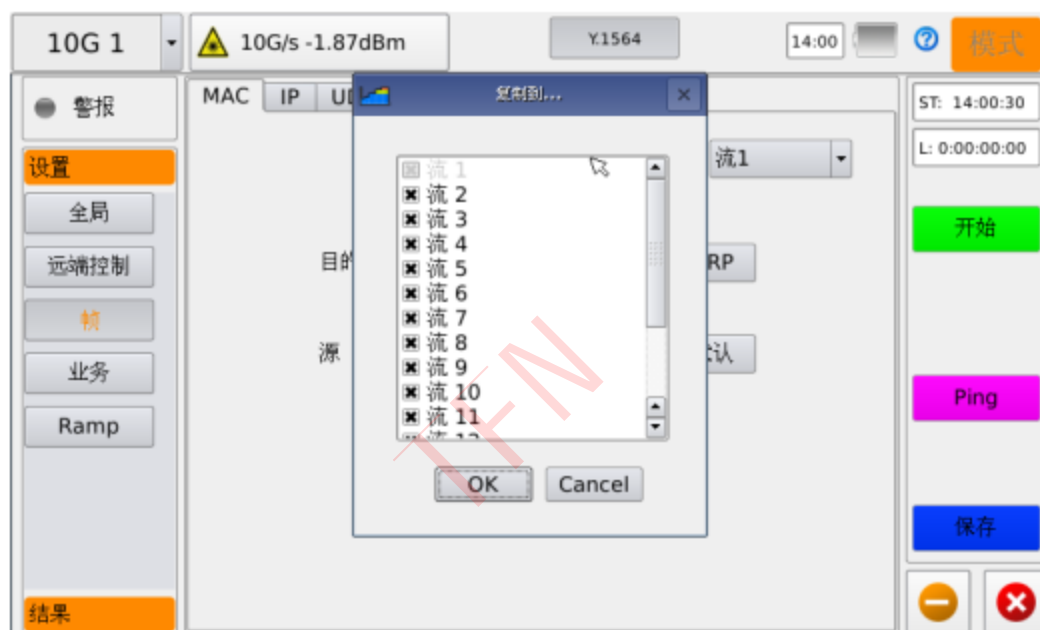 10G 1
10G/s -1.87dBm
Y.1564
14:00
模式
警报
设置
全局
远端控制
帧
业务
Ramp
结果
MAC
IP
复制到...
流1
流 1
流 2
流 3
流 4
流 5
流 6
流 7
流 8
流 9
流 10
流 11
OK
Cancel
目的
RP
源
认
TFN
ST: 14:00:30
L: 0:00:00:00
开始
Ping
保存